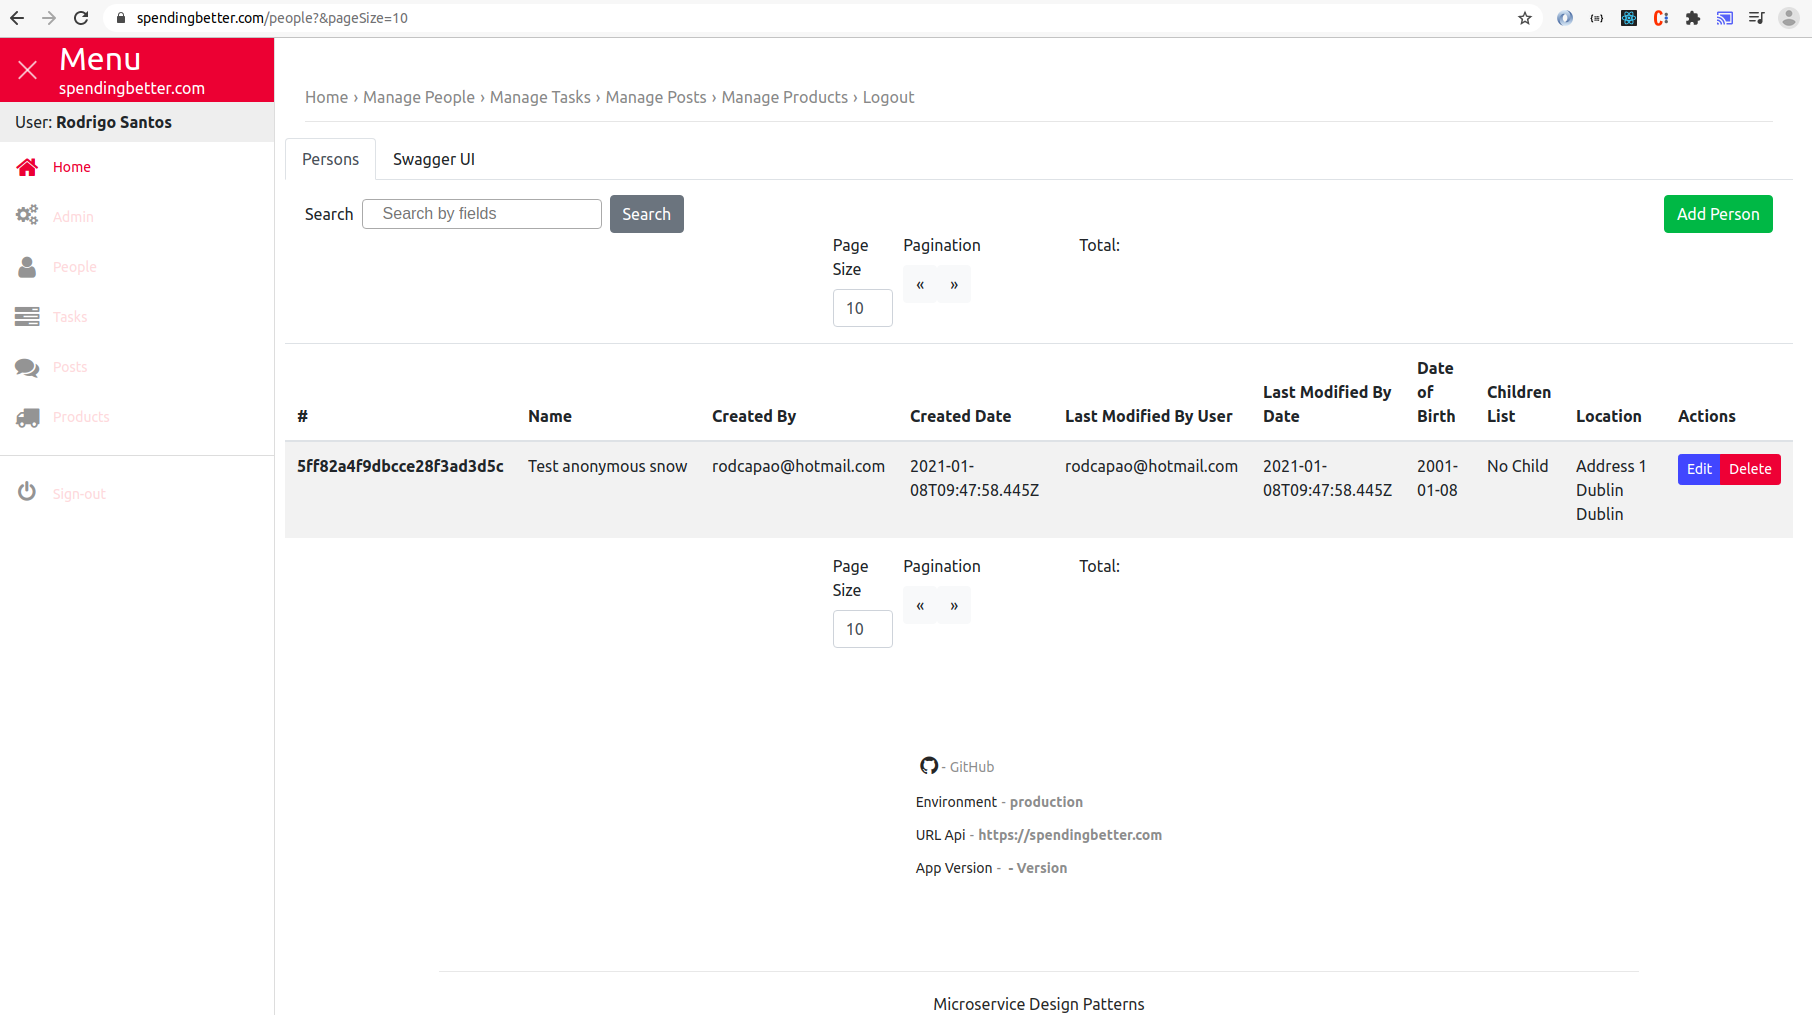 spendingbetter.com/people?&pageSize=10
Menu
spendingbetter.com
User: Rodrigo Santos
Home
Admin
People
Tasks
Posts
Products
Sign-out
Home › Manage People › Manage Tasks › Manage Posts › Manage Products › Logout
Persons
Swagger UI
Search
Search by fields
Search
Add Person
Page
Size
10
Pagination
« »
Total:
# Name Created By Created Date Last Modified By User Last Modified By Date Date of Birth Children List Location Actions
5ff82a4f9dbcce28f3ad3d5c
Test anonymous snow
rodcapao@hotmail.com
2021-01-
08T09:47:58.445Z
rodcapao@hotmail.com
2021-01-
08T09:47:58.445Z
2001-
01-08
No Child
Address 1
Dublin
Dublin
Edit Delete
Page
Size
10
Pagination
« »
Total:
- GitHub
Environment - production
URL Api - https://spendingbetter.com
App Version - - Version
Microservice Design Patterns